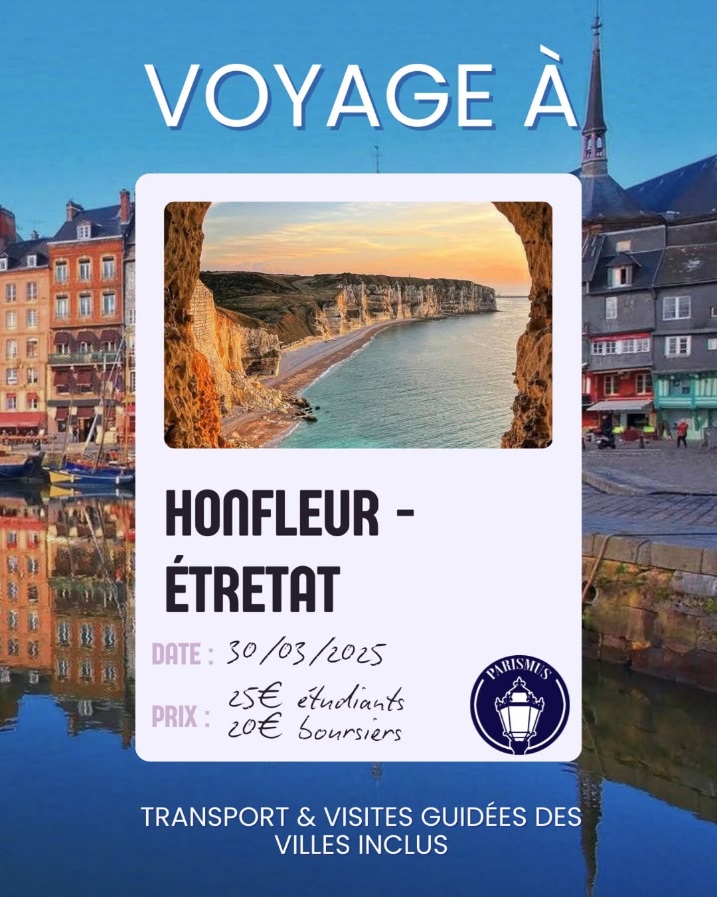 VOYAGE À
HONFLEUR -
ÉTRETAT
DATE : 30/03/2025
PRIX : 25€ étudiants
20€ boursiers
PARISMUS
TRANSPORT & VISITES GUIDÉES DES
VILLES INCLUS